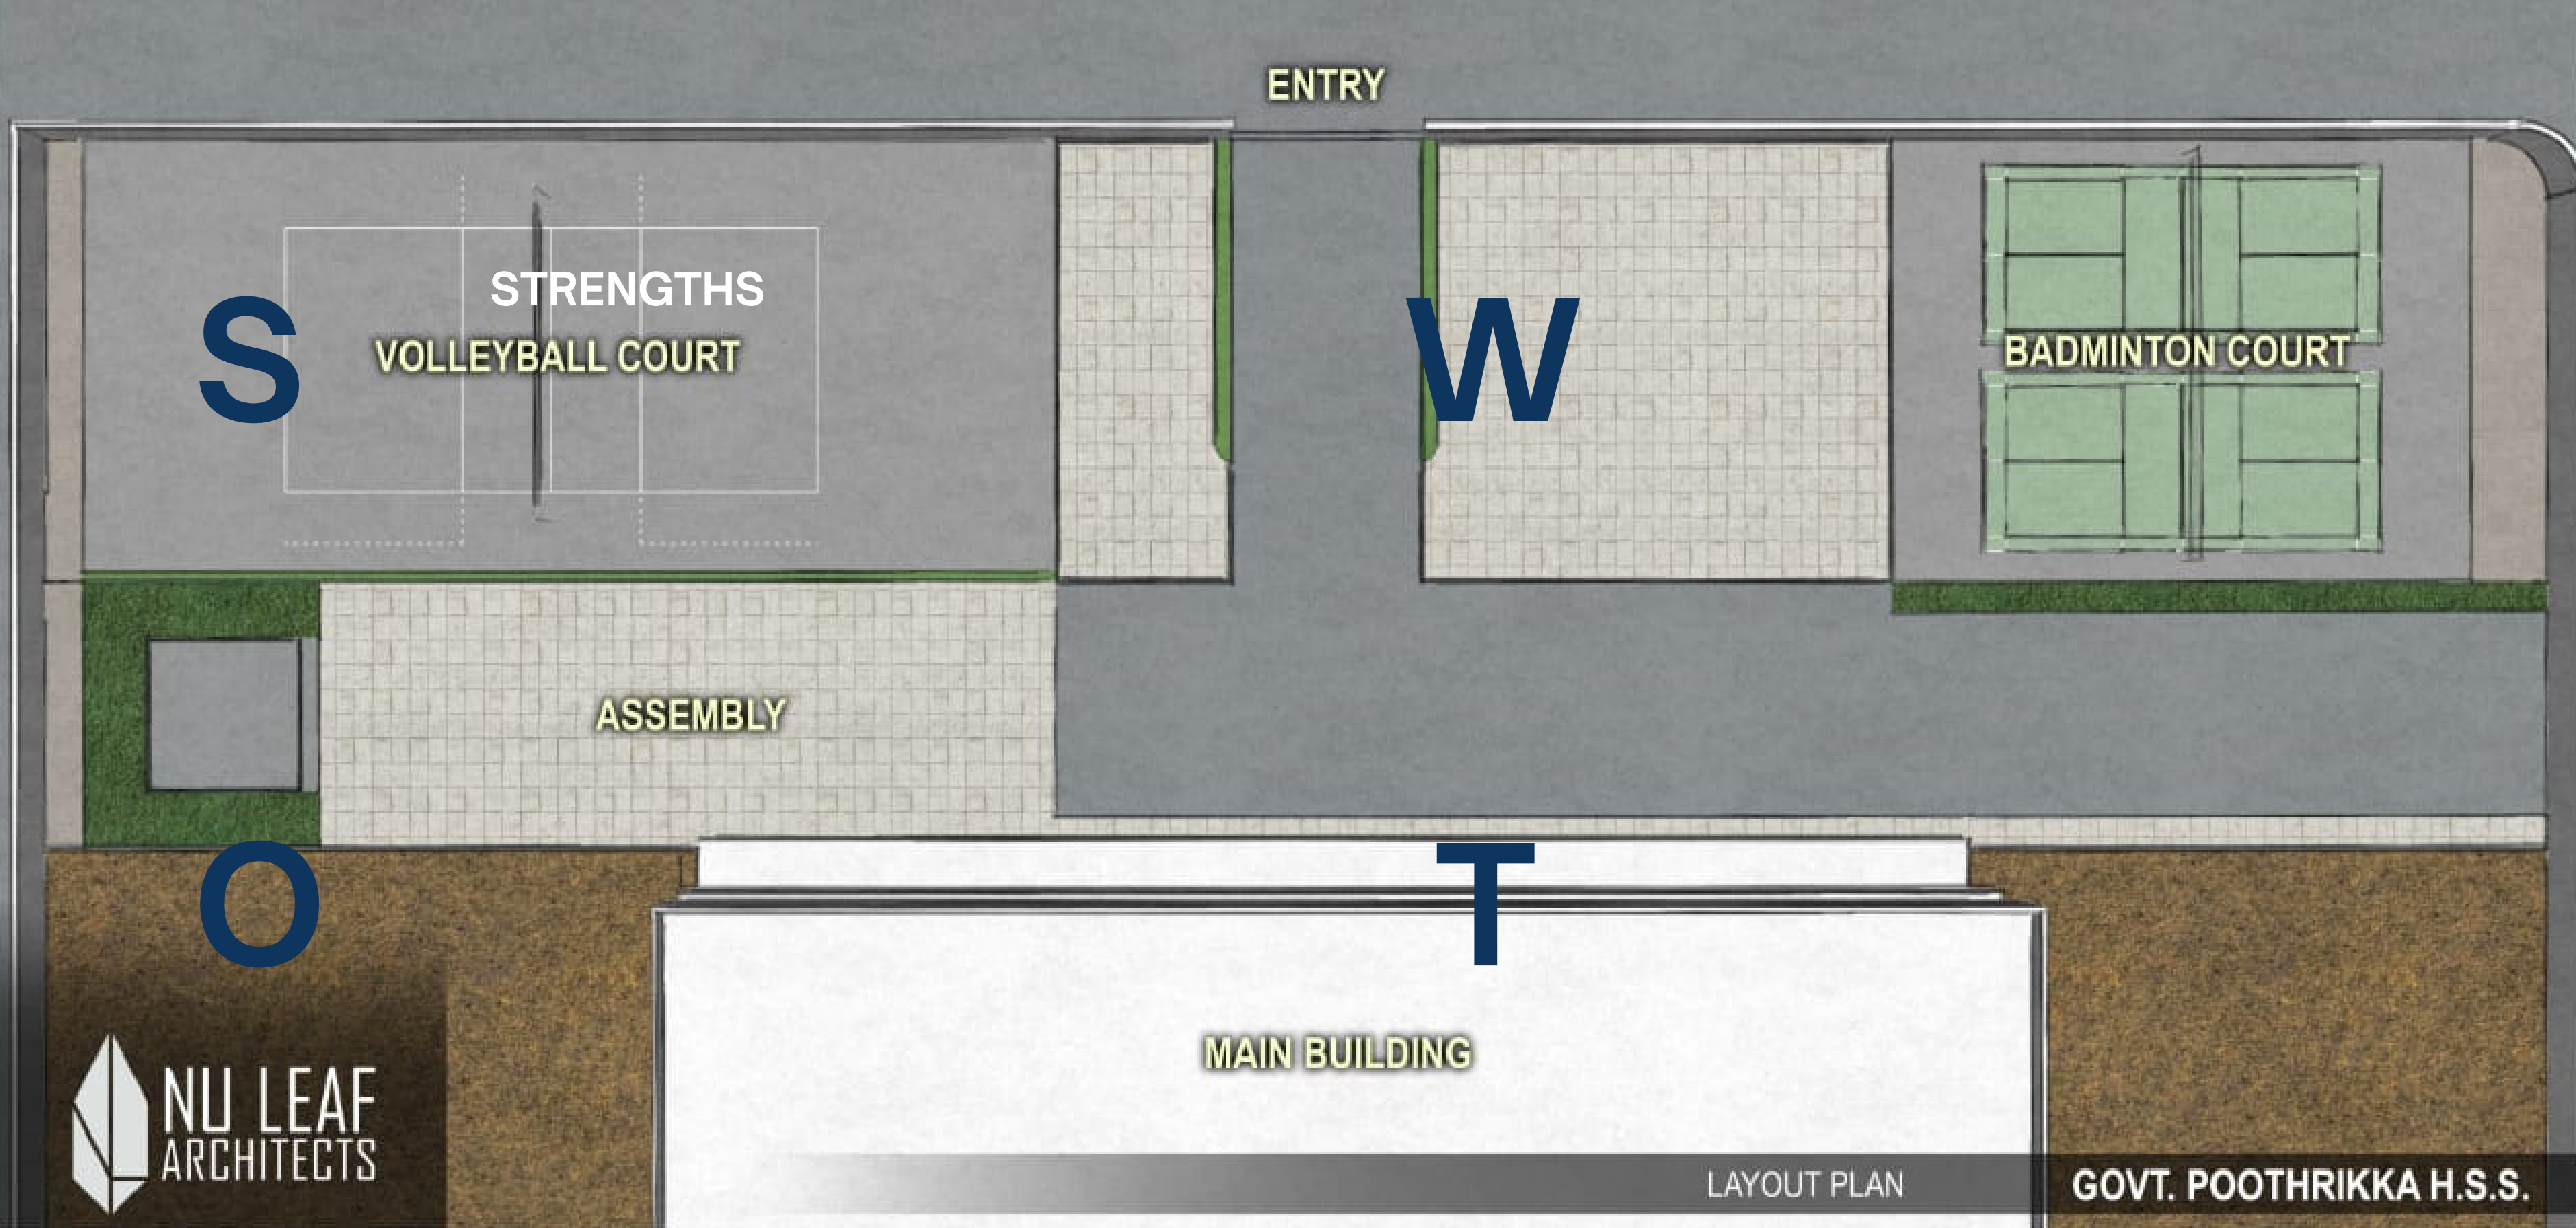 ENTRY
STRENGTHS
S
VOLLEYBALL COURT
W
BADMINTON COURT
ASSEMBLY
O
T
MAIN BUILDING
NU LEAF
ARCHITECTS
LAYOUT PLAN
GOVT. POOTHRIKKA H.S.S.